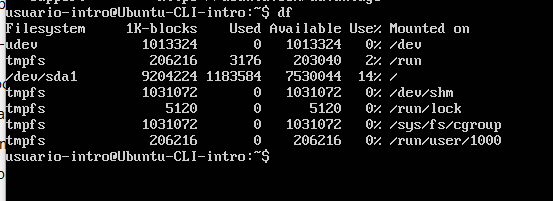 usuario-intro@Ubuntu-CLI-intro:~$ df
Filesystem     1K-blocks    Used Available Use% Mounted on
udev             1013324       0   1013324   0% /dev
tmpfs             206216    3176    203040   2% /run
/dev/sda1        9204224 1183584   7530044  14% /
tmpfs            1031072       0   1031072   0% /dev/shm
tmpfs               5120       0      5120   0% /run/lock
tmpfs            1031072       0   1031072   0% /sys/fs/cgroup
tmpfs             206216       0    206216   0% /run/user/1000
usuario-intro@Ubuntu-CLI-intro:~$